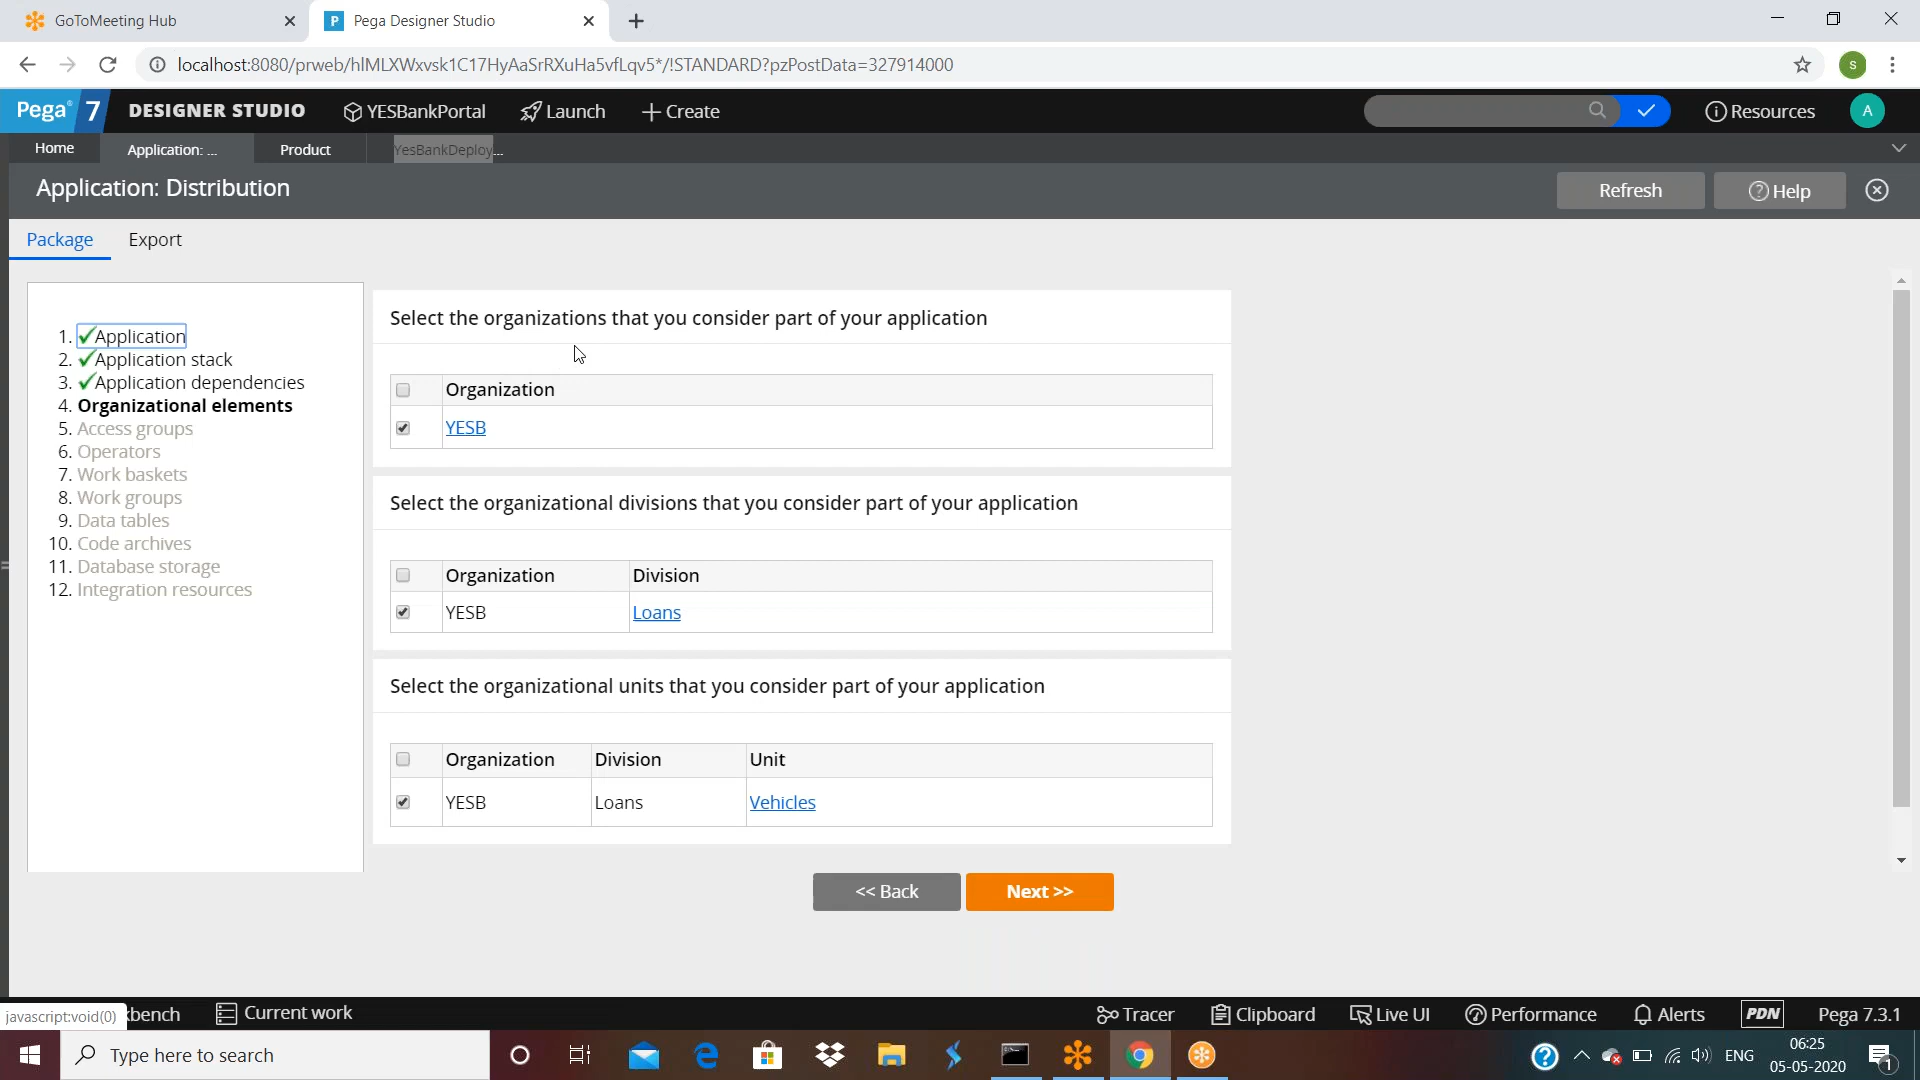 GoToMeeting Hub
P Pega Designer Studio
localhost:8080/prweb/hIMLXWxvsk1C17HyAaSrRXuHa5vfLqv5*/!STANDARD?pzPostData=327914000
s
Pega® 7 DESIGNER STUDIO YESBankPortal Launch + Create Resources A
Home Application: ... Product YesBankDeploy...
Application: Distribution Refresh ? Help
Package Export
1. Application
2. Application stack
3. Application dependencies
4. Organizational elements
5. Access groups
6. Operators
7. Work baskets
8. Work groups
9. Data tables
10. Code archives
11. Database storage
12. Integration resources
Select the organizations that you consider part of your application
Organization
YESB
Select the organizational divisions that you consider part of your application
Organization Division
YESB Loans
Select the organizational units that you consider part of your application
Organization Division Unit
YESB Loans Vehicles
<< Back Next >>
javascript:void(0) kbench Current work Tracer Clipboard Live UI Performance Alerts PDN Pega 7.3.1
Type here to search ENG 06:25
05-05-2020 1